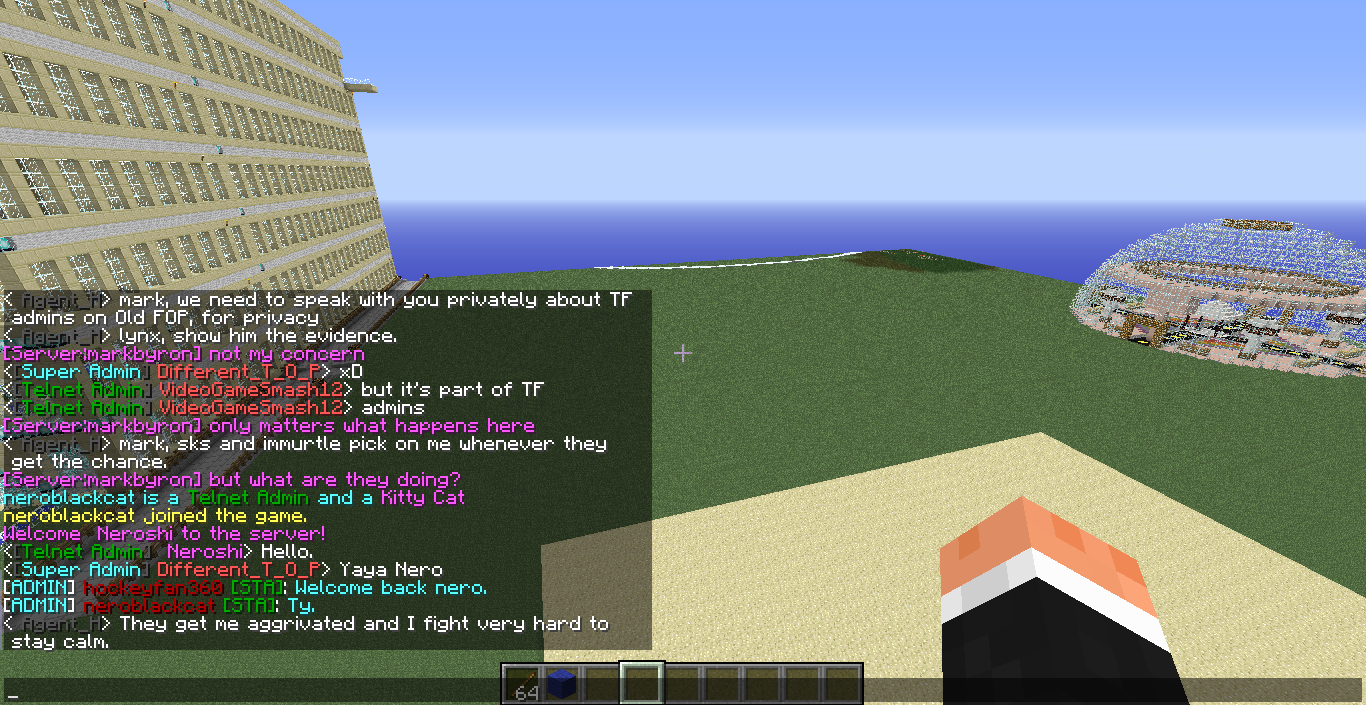 < Agent_H> mark, we need to speak with you privately about TF
admins on Old FOP, for privacy
< Agent_H> lynx, show him the evidence.
[Server:markbyron] not my concern
<[Super Admin] Different_T_O_P> xD
<[Telnet Admin] VideoGameSmash12> but it's part of TF
<[Telnet Admin] VideoGameSmash12> admins
[Server:markbyron] only matters what happens here
< Agent_H> mark, sks and immurtle pick on me whenever they
get the chance.
[Server:markbyron] but what are they doing?
neroblackcat is a Telnet Admin and a Kitty Cat
neroblackcat joined the game.
Welcome  Neroshi to the server!
<[Telnet Admin]  Neroshi> Hello.
<[Super Admin] Different_T_O_P> Yaya Nero
[ADMIN] hockeyfan360 [STA]: Welcome back nero.
[ADMIN] neroblackcat [STA]: Ty.
< Agent_H> They get me aggrivated and I fight very hard to
stay calm.
64
_